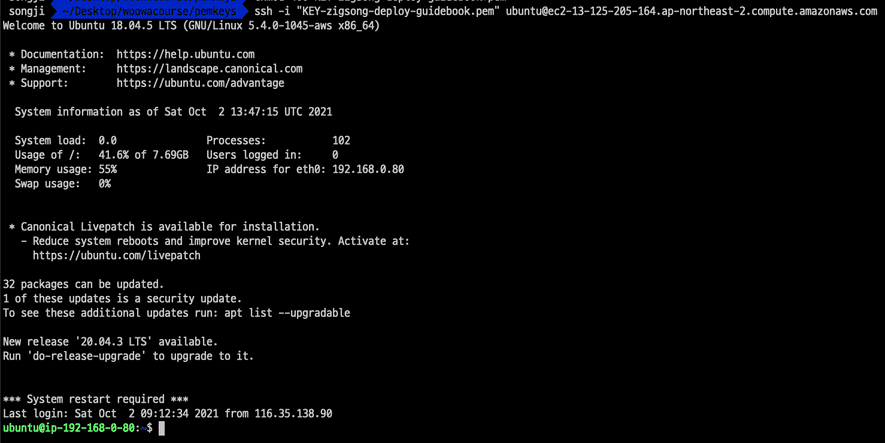 songji ~/Desktop/woowacourse/pemkeys ssh -i "KEY-zigsong-deploy-guidebook.pem" ubuntu@ec2-13-125-205-164.ap-northeast-2.compute.amazonaws.com
Welcome to Ubuntu 18.04.5 LTS (GNU/Linux 5.4.0-1045-aws x86_64)
* Documentation: https://help.ubuntu.com
* Management: https://landscape.canonical.com
* Support: https://ubuntu.com/advantage
System information as of Sat Oct 2 13:47:15 UTC 2021
System load: 0.0 Processes: 102
Usage of /: 41.6% of 7.69GB Users logged in: 0
Memory usage: 55% IP address for eth0: 192.168.0.80
Swap usage: 0%
* Canonical Livepatch is available for installation.
- Reduce system reboots and improve kernel security. Activate at:
https://ubuntu.com/livepatch
32 packages can be updated.
1 of these updates is a security update.
To see these additional updates run: apt list --upgradable
New release '20.04.3 LTS' available.
Run 'do-release-upgrade' to upgrade to it.
*** System restart required ***
Last login: Sat Oct 2 09:12:34 2021 from 116.35.138.90
ubuntu@ip-192-168-0-80:~$